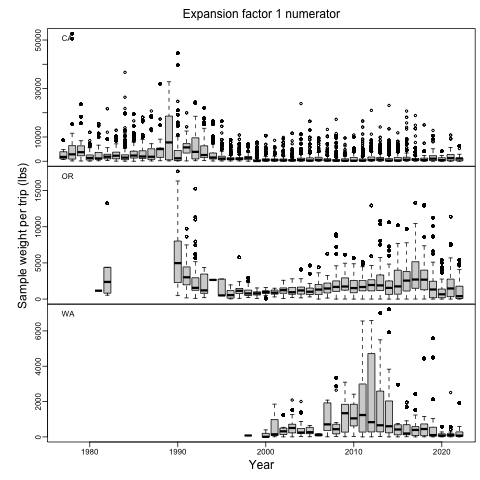 Expansion factor 1 numerator
Sample weight per trip (lbs)
CA
50000
30000
10000
0
OR
15000
10000
5000
0
WA
6000
4000
2000
0
1980
1990
2000
2010
2020
Year